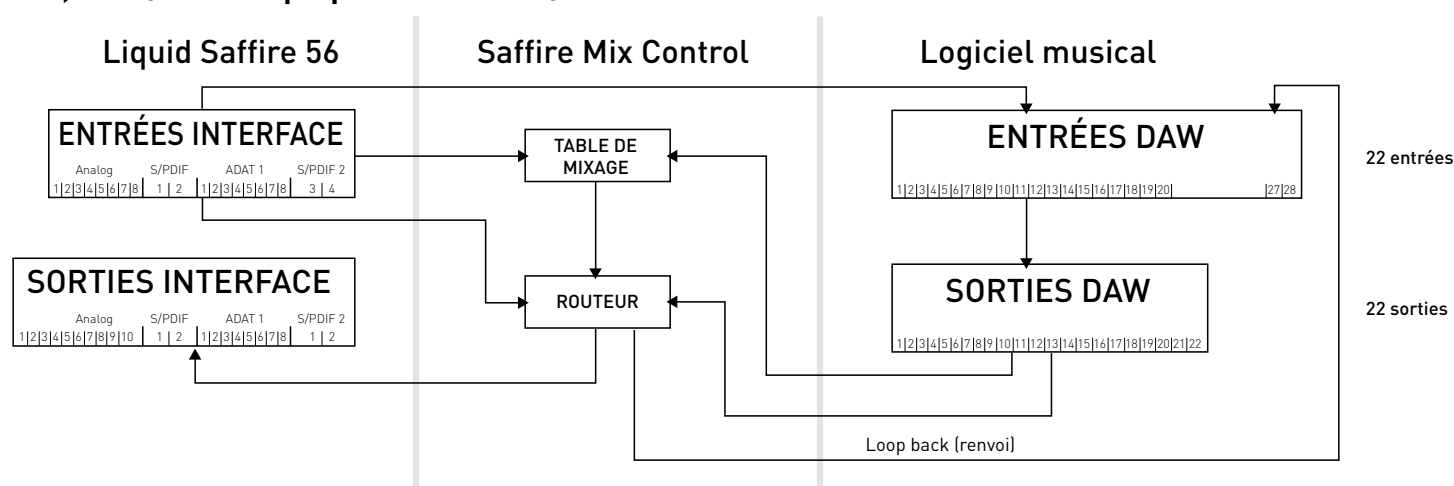 Liquid Saffire 56
Saffire Mix Control
Logiciel musical
ENTRÉES INTERFACE
Analog S/PDIF ADAT 1 S/PDIF 2
1|2|3|4|5|6|7|8| 1 | 2 |1|2|3|4|5|6|7|8| 3 | 4
TABLE DE
MIXAGE
ENTRÉES DAW
1|2|3|4|5|6|7|8|9|10|11|12|13|14|15|16|17|18|19|20| |27|28
22 entrées
SORTIES INTERFACE
Analog S/PDIF ADAT 1 S/PDIF 2
1|2|3|4|5|6|7|8|9|10 | 1 | 2 |1|2|3|4|5|6|7|8| 1 | 2
ROUTEUR
SORTIES DAW
1|2|3|4|5|6|7|8|9|10|11|12|13|14|15|16|17|18|19|20|21|22
22 sorties
Loop back (renvoi)